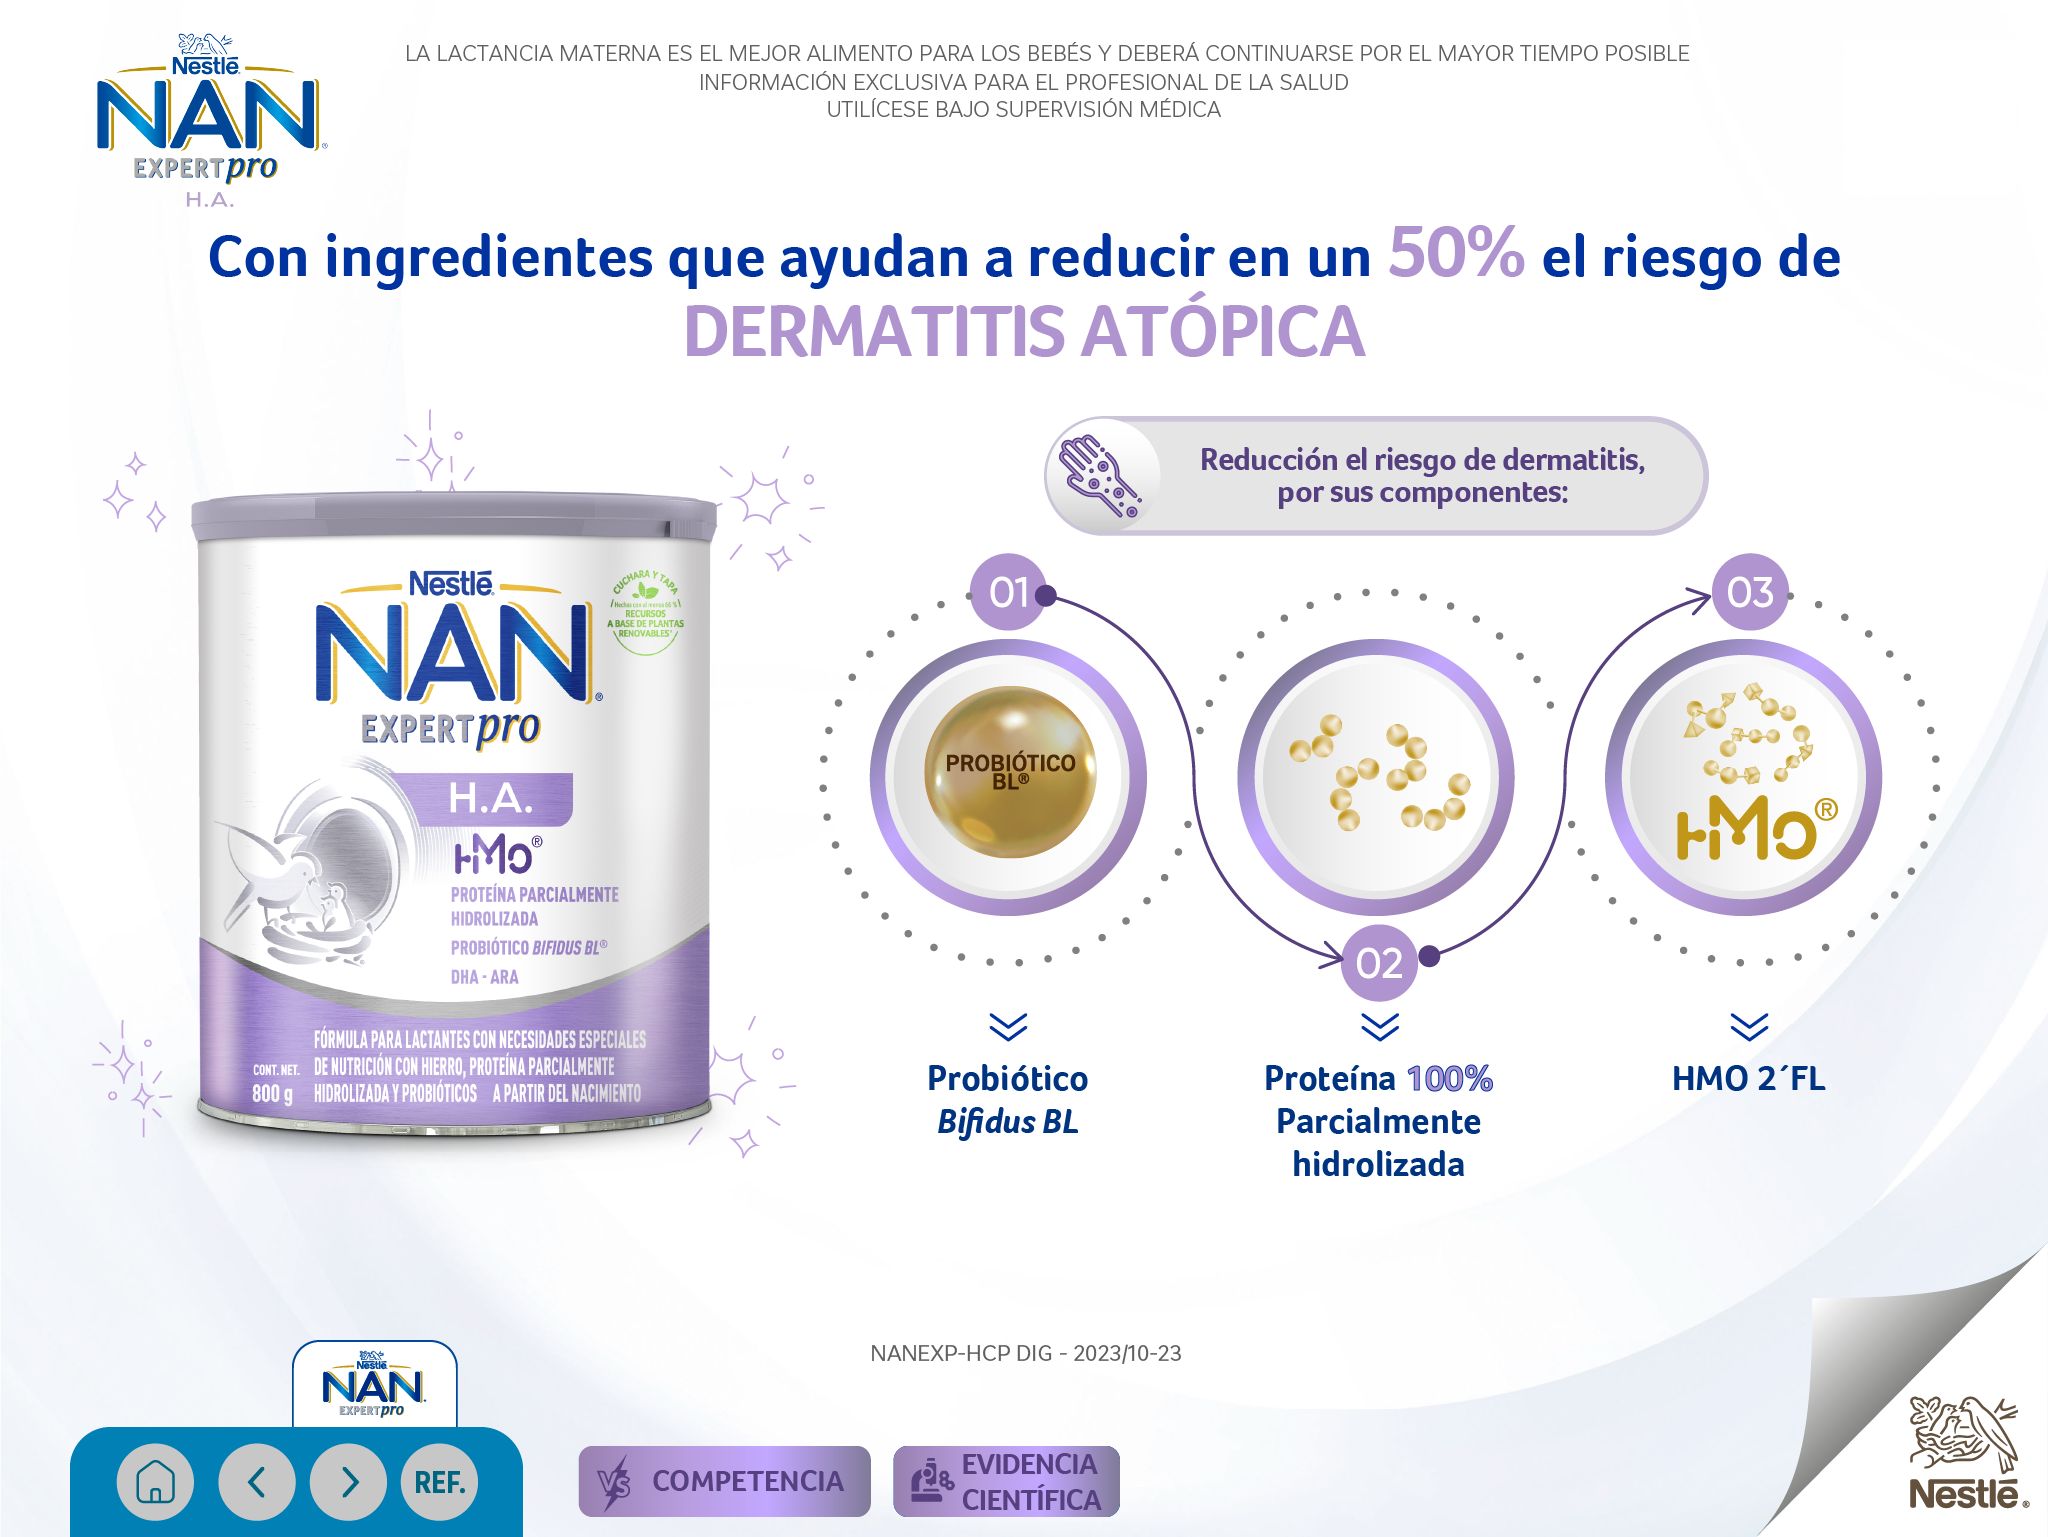 Nestlé
NAN
EXPERTpro
H.A.
LA LACTANCIA MATERNA ES EL MEJOR ALIMENTO PARA LOS BEBÉS Y DEBERÁ CONTINUARSE POR EL MAYOR TIEMPO POSIBLE
INFORMACIÓN EXCLUSIVA PARA EL PROFESIONAL DE LA SALUD
UTILÍCESE BAJO SUPERVISIÓN MÉDICA
Con ingredientes que ayudan a reducir en un 50% el riesgo de
DERMATITIS ATÓPICA
Nestlé
NAN®
EXPERTpro
CUCHARA Y TAPA
Hechas con al menos 66 %
RECURSOS
A BASE DE PLANTAS
RENOVABLES*
H.A.
HMO®
PROTEÍNA PARCIALMENTE
HIDROLIZADA
PROBIÓTICO BIFIDUS BL®
DHA - ARA
FÓRMULA PARA LACTANTES CON NECESIDADES ESPECIALES
DE NUTRICIÓN CON HIERRO, PROTEÍNA PARCIALMENTE
HIDROLIZADA Y PROBIÓTICOS A PARTIR DEL NACIMIENTO
CONT. NET.
800 g
Reducción el riesgo de dermatitis,
por sus componentes:
01
PROBIÓTICO
BL®
Probiótico
Bifidus BL
02
Proteína 100%
Parcialmente
hidrolizada
03
HMO®
HMO 2´FL
NANEXP-HCP DIG - 2023/10-23
Nestlé
NAN
EXPERTpro
REF.
VS
COMPETENCIA
EVIDENCIA
CIENTÍFICA
Nestlé®